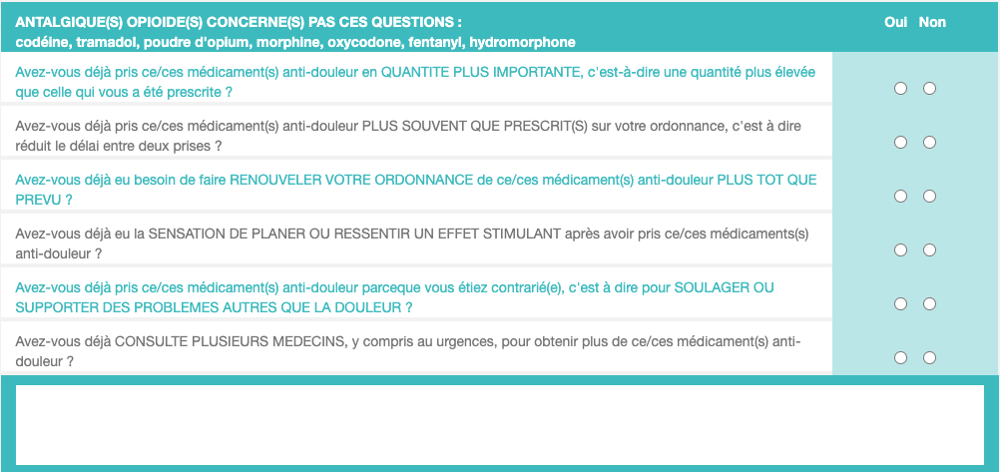 ANTALGIQUE(S) OPIOIDE(S) CONCERNE(S) PAS CES QUESTIONS : Oui Non
codéine, tramadol, poudre d'opium, morphine, oxycodone, fentanyl, hydromorphone
Avez-vous déjà pris ce/ces médicament(s) anti-douleur en QUANTITE PLUS IMPORTANTE, c'est-à-dire une quantité plus élevée
que celle qui vous a été prescrite ?
Avez-vous déjà pris ce/ces médicament(s) anti-douleur PLUS SOUVENT QUE PRESCRIT(S) sur votre ordonnance, c'est à dire
réduit le délai entre deux prises ?
Avez-vous déjà eu besoin de faire RENOUVELER VOTRE ORDONNANCE de ce/ces médicament(s) anti-douleur PLUS TOT QUE
PREVU ?
Avez-vous déjà eu la SENSATION DE PLANER OU RESSENTIR UN EFFET STIMULANT après avoir pris ce/ces médicaments(s)
anti-douleur ?
Avez-vous déjà pris ce/ces médicament(s) anti-douleur parceque vous étiez contrarié(e), c'est à dire pour SOULAGER OU
SUPPORTER DES PROBLEMES AUTRES QUE LA DOULEUR ?
Avez-vous déjà CONSULTE PLUSIEURS MEDECINS, y compris au urgences, pour obtenir plus de ce/ces médicament(s) anti-
douleur ?